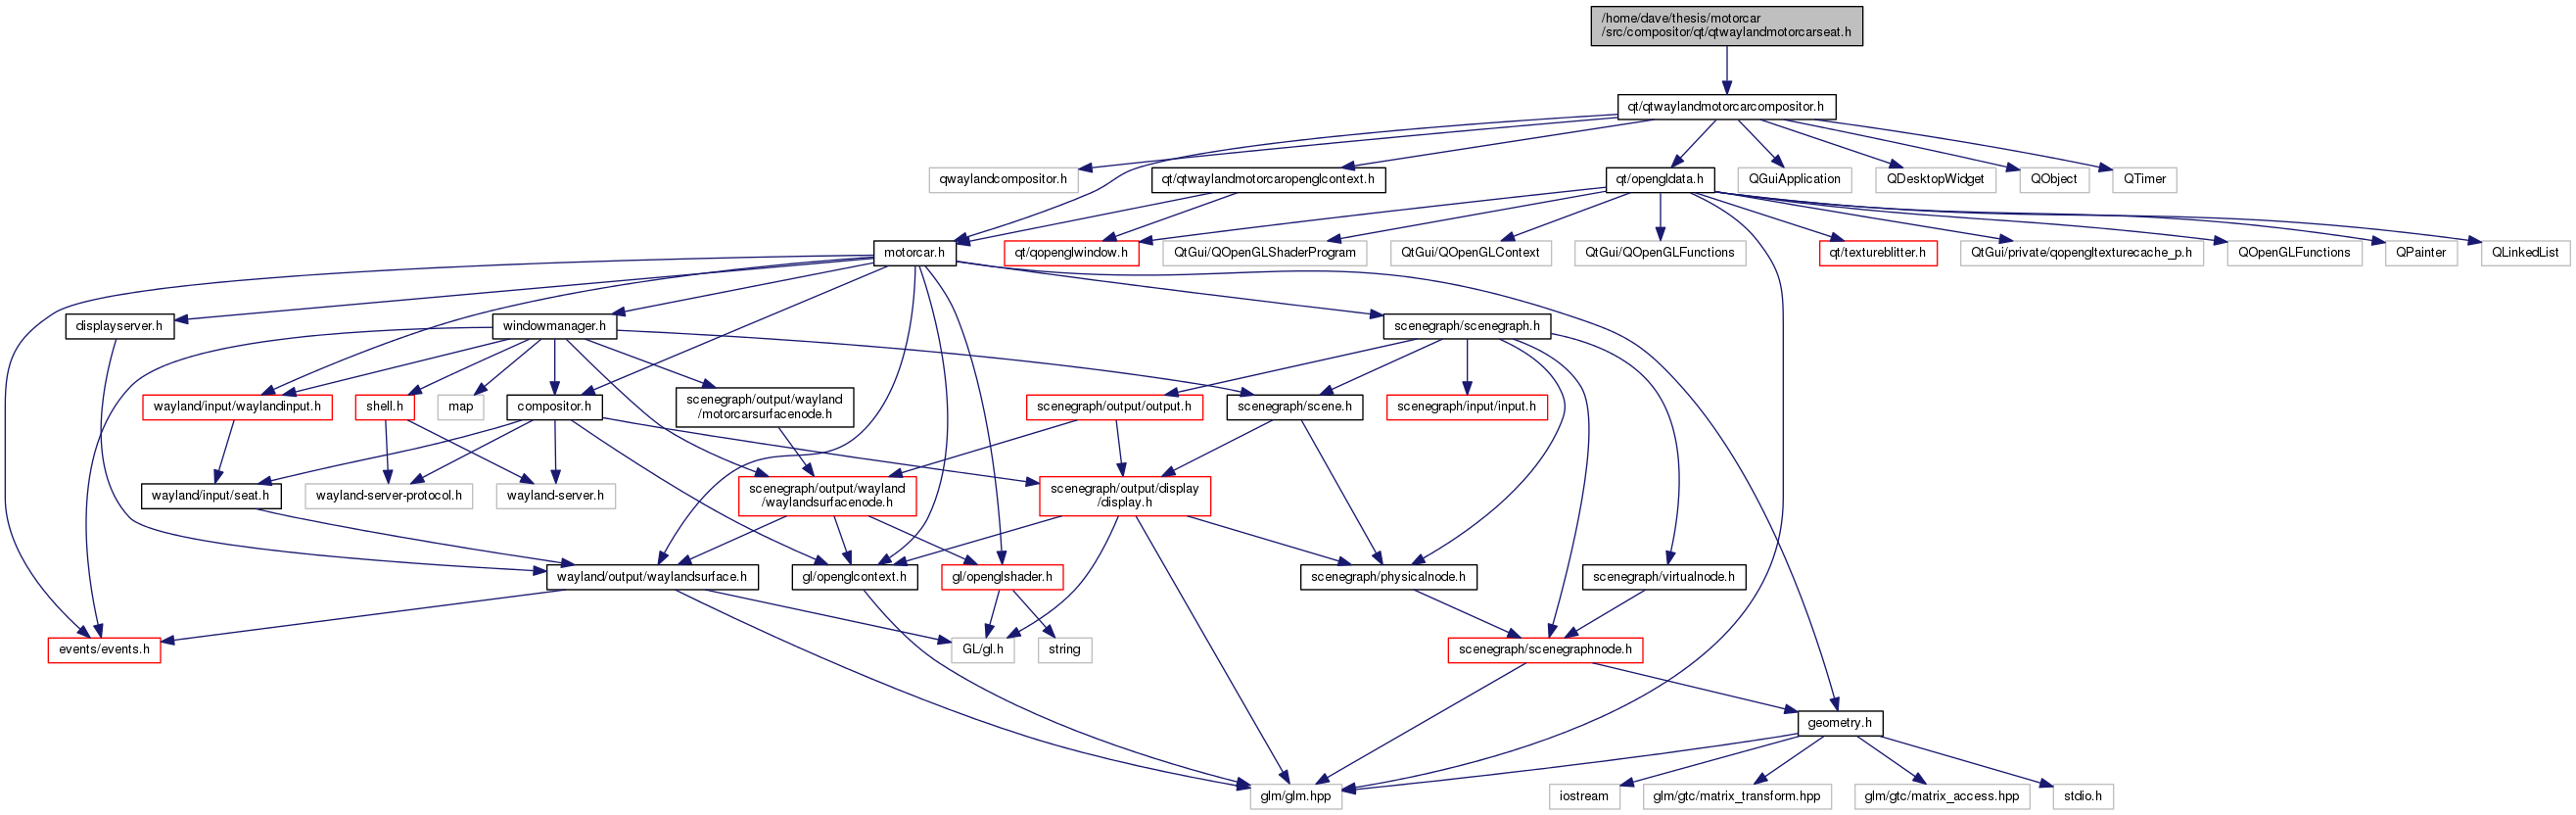 /home/dave/thesis/motorcar
/src/compositor/qt/qtwaylandmotorcarseat.h
qt/qtwaylandmotorcarcompositor.h
qwaylandcompositor.h
qt/qtwaylandmotorcaropenglcontext.h
qt/opengldata.h
QGuiApplication
QDesktopWidget
QObject
QTimer
motorcar.h
qt/qopenglwindow.h
QtGui/QOpenGLShaderProgram
QtGui/QOpenGLContext
QtGui/QOpenGLFunctions
qt/textureblitter.h
QtGui/private/qopengltexturecache_p.h
QOpenGLFunctions
QPainter
QLinkedList
displayserver.h
windowmanager.h
scenegraph/scenegraph.h
wayland/input/waylandinput.h
shell.h
map
compositor.h
scenegraph/output/wayland
/motorcarsurfacenode.h
scenegraph/output/output.h
scenegraph/scene.h
scenegraph/input/input.h
wayland/input/seat.h
wayland-server-protocol.h
wayland-server.h
scenegraph/output/wayland
/waylandsurfacenode.h
scenegraph/output/display
/display.h
wayland/output/waylandsurface.h
gl/openglcontext.h
gl/openglshader.h
scenegraph/physicalnode.h
scenegraph/virtualnode.h
events/events.h
GL/gl.h
string
scenegraph/scenegraphnode.h
geometry.h
glm/glm.hpp
iostream
glm/gtc/matrix_transform.hpp
glm/gtc/matrix_access.hpp
stdio.h